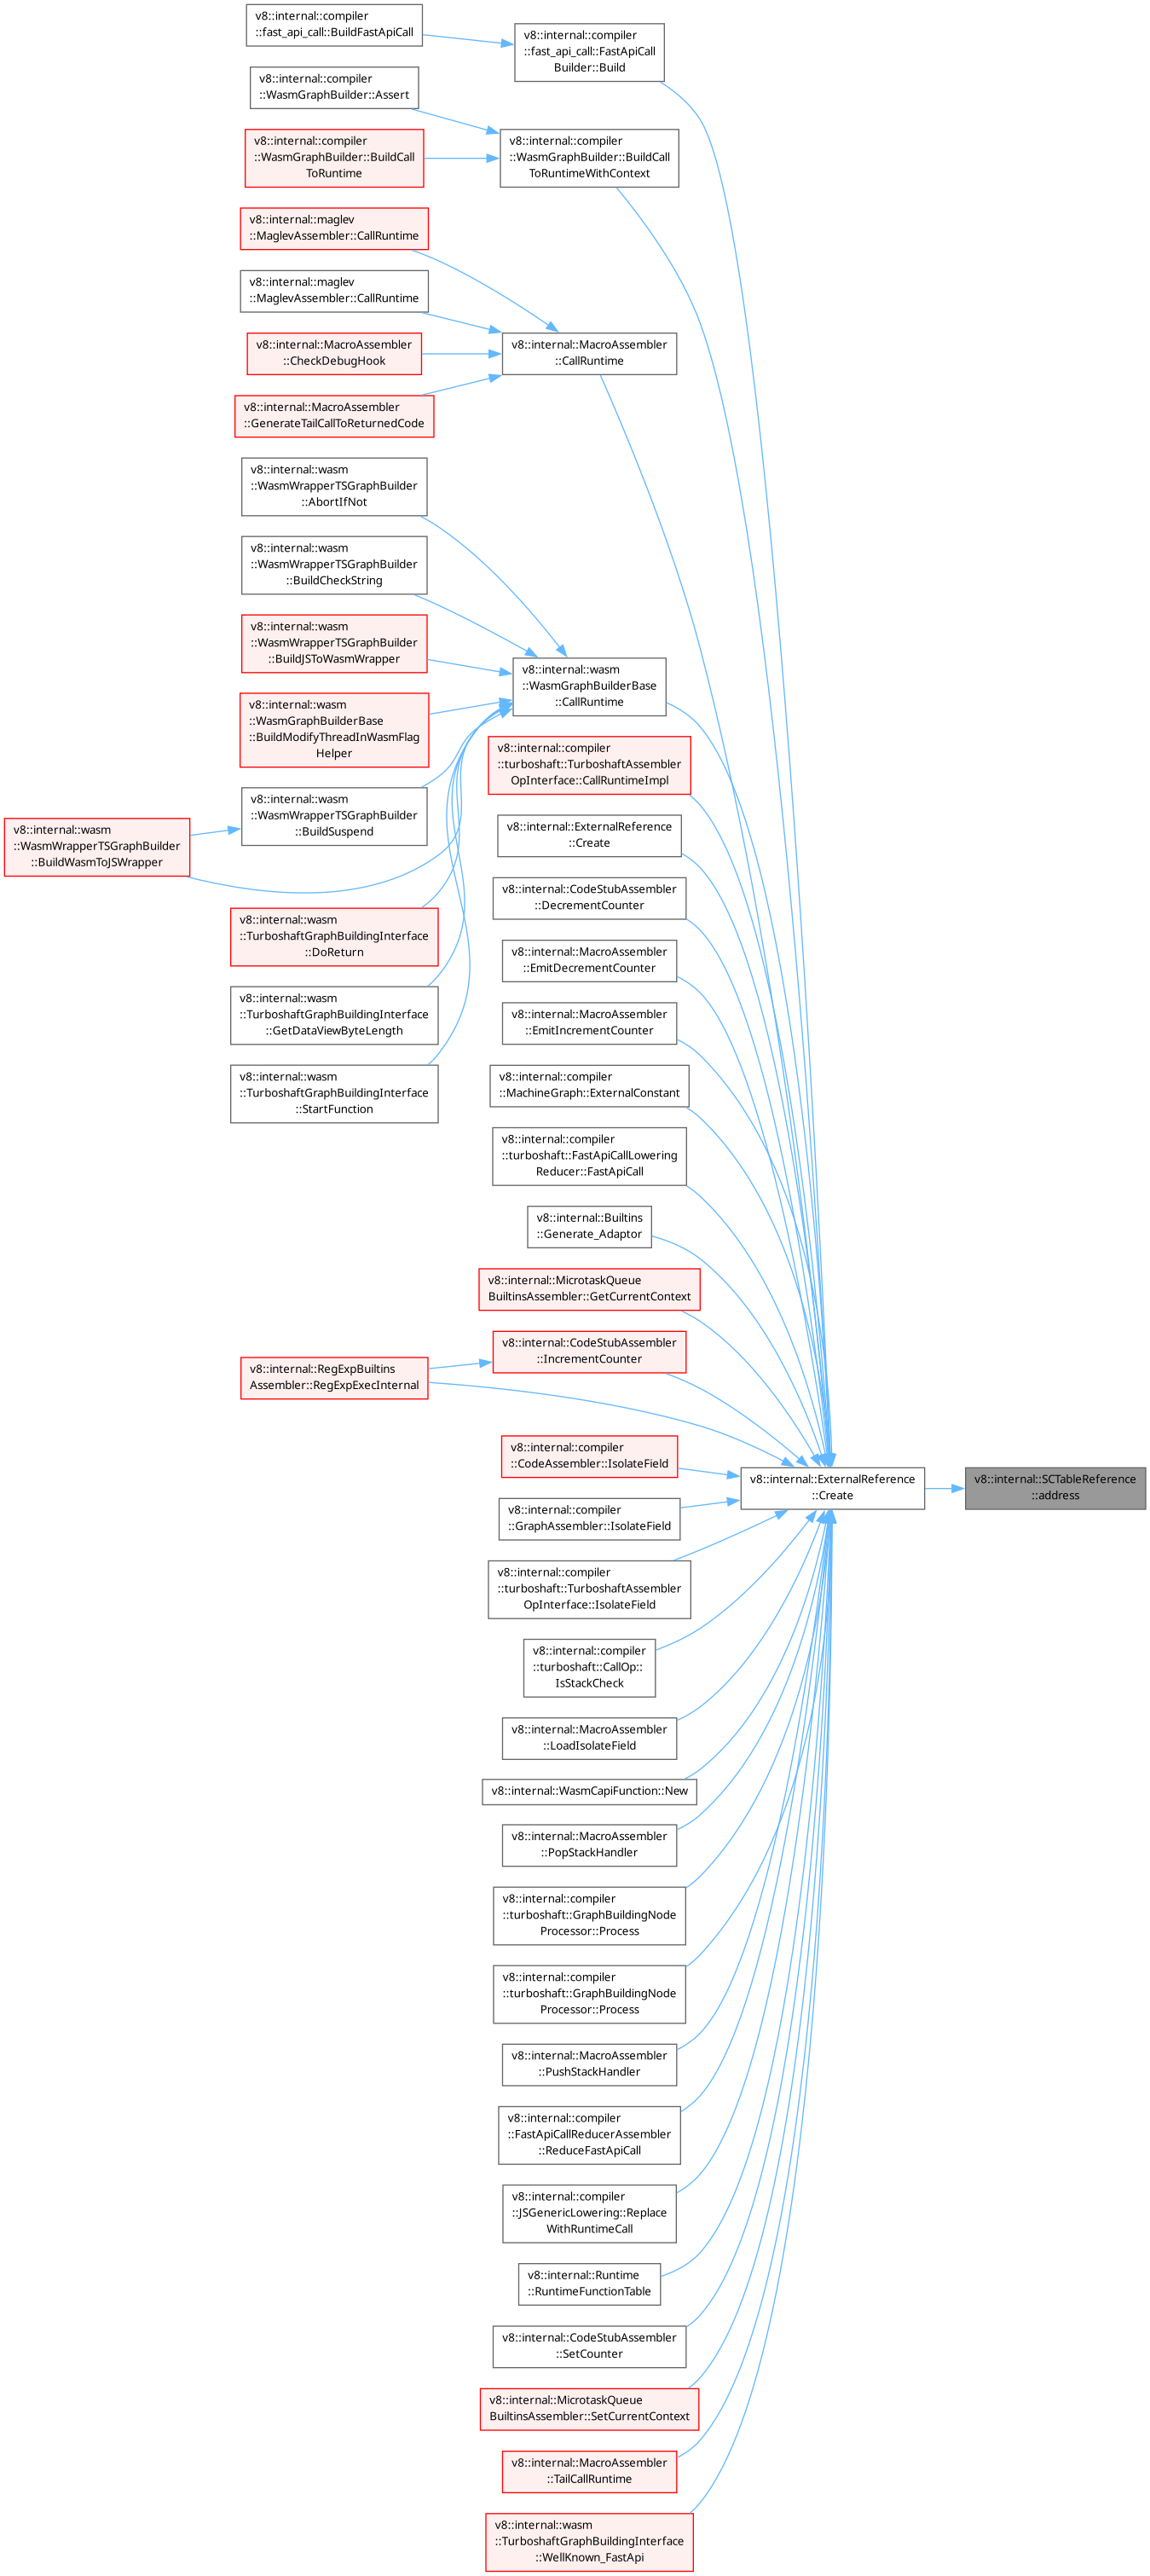 v8::internal::compiler
::fast_api_call::BuildFastApiCall
v8::internal::compiler
::fast_api_call::FastApiCall
Builder::Build
v8::internal::compiler
::WasmGraphBuilder::Assert
v8::internal::compiler
::WasmGraphBuilder::BuildCall
ToRuntime
v8::internal::compiler
::WasmGraphBuilder::BuildCall
ToRuntimeWithContext
v8::internal::maglev
::MaglevAssembler::CallRuntime
v8::internal::maglev
::MaglevAssembler::CallRuntime
v8::internal::MacroAssembler
::CheckDebugHook
v8::internal::MacroAssembler
::CallRuntime
v8::internal::MacroAssembler
::GenerateTailCallToReturnedCode
v8::internal::wasm
::WasmWrapperTSGraphBuilder
::AbortIfNot
v8::internal::wasm
::WasmWrapperTSGraphBuilder
::BuildCheckString
v8::internal::wasm
::WasmWrapperTSGraphBuilder
::BuildJSToWasmWrapper
v8::internal::wasm
::WasmGraphBuilderBase
::CallRuntime
v8::internal::wasm
::WasmGraphBuilderBase
::BuildModifyThreadInWasmFlag
Helper
v8::internal::compiler
::turboshaft::TurboshaftAssembler
OpInterface::CallRuntimeImpl
v8::internal::wasm
::WasmWrapperTSGraphBuilder
::BuildSuspend
v8::internal::wasm
::WasmWrapperTSGraphBuilder
::BuildWasmToJSWrapper
v8::internal::ExternalReference
::Create
v8::internal::CodeStubAssembler
::DecrementCounter
v8::internal::wasm
::TurboshaftGraphBuildingInterface
::DoReturn
v8::internal::MacroAssembler
::EmitDecrementCounter
v8::internal::wasm
::TurboshaftGraphBuildingInterface
::GetDataViewByteLength
v8::internal::MacroAssembler
::EmitIncrementCounter
v8::internal::wasm
::TurboshaftGraphBuildingInterface
::StartFunction
v8::internal::compiler
::MachineGraph::ExternalConstant
v8::internal::compiler
::turboshaft::FastApiCallLowering
Reducer::FastApiCall
v8::internal::Builtins
::Generate_Adaptor
v8::internal::MicrotaskQueue
BuiltinsAssembler::GetCurrentContext
v8::internal::CodeStubAssembler
::IncrementCounter
v8::internal::RegExpBuiltins
Assembler::RegExpExecInternal
v8::internal::compiler
::CodeAssembler::IsolateField
v8::internal::ExternalReference
::Create
v8::internal::SCTableReference
::address
v8::internal::compiler
::GraphAssembler::IsolateField
v8::internal::compiler
::turboshaft::TurboshaftAssembler
OpInterface::IsolateField
v8::internal::compiler
::turboshaft::CallOp::
IsStackCheck
v8::internal::MacroAssembler
::LoadIsolateField
v8::internal::WasmCapiFunction::New
v8::internal::MacroAssembler
::PopStackHandler
v8::internal::compiler
::turboshaft::GraphBuildingNode
Processor::Process
v8::internal::compiler
::turboshaft::GraphBuildingNode
Processor::Process
v8::internal::MacroAssembler
::PushStackHandler
v8::internal::compiler
::FastApiCallReducerAssembler
::ReduceFastApiCall
v8::internal::compiler
::JSGenericLowering::Replace
WithRuntimeCall
v8::internal::Runtime
::RuntimeFunctionTable
v8::internal::CodeStubAssembler
::SetCounter
v8::internal::MicrotaskQueue
BuiltinsAssembler::SetCurrentContext
v8::internal::MacroAssembler
::TailCallRuntime
v8::internal::wasm
::TurboshaftGraphBuildingInterface
::WellKnown_FastApi